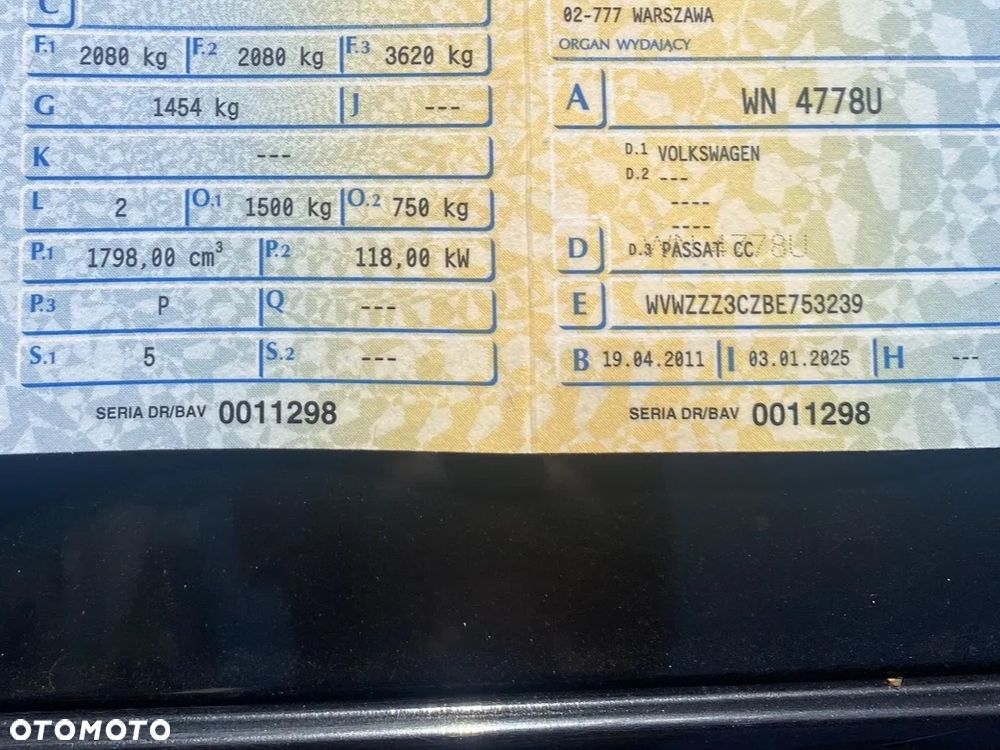 C
F.1 2080 kg F.2 2080 kg F.3 3620 kg
G 1454 kg J ---
K ---
L 2 O.1 1500 kg O.2 750 kg
P.1 1798,00 cm³ P.2 118,00 kW
P.3 P Q ---
S.1 5 S.2 ---
SERIA DR/BAV 0011298
02-777 WARSZAWA
ORGAN WYDAJĄCY
A WN 4778U
D.1 VOLKSWAGEN
D.2 ---
----
----
D D.3 PASSAT CC
WN 4778U
E WVWZZZ3CZBE753239
B 19.04.2011 I 03.01.2025 H ---
SERIA DR/BAV 0011298
OTOMOTO